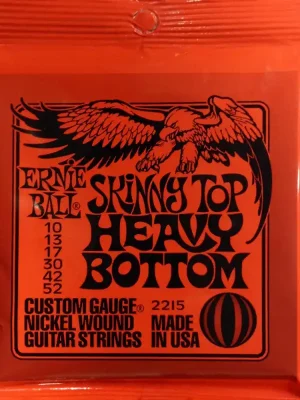 ERNIE BALL®
SKINNY TOP
HEAVY
BOTTOM
10
13
17
30
42
52
CUSTOM GAUGE®
NICKEL WOUND
GUITAR STRINGS
2215
MADE
IN USA